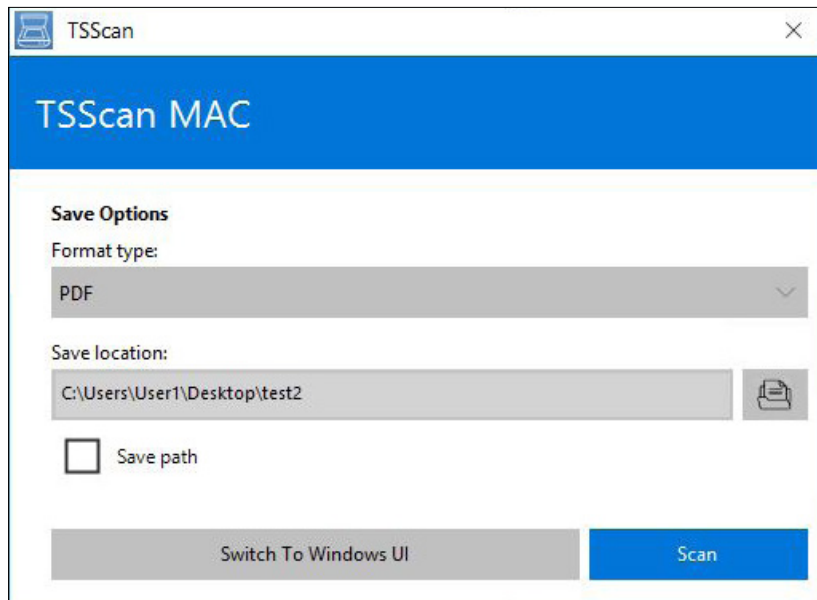 TSScan
TSScan MAC
Save Options
Format type:
PDF
Save location:
C:\Users\User1\Desktop\test2
Save path
Switch To Windows UI
Scan